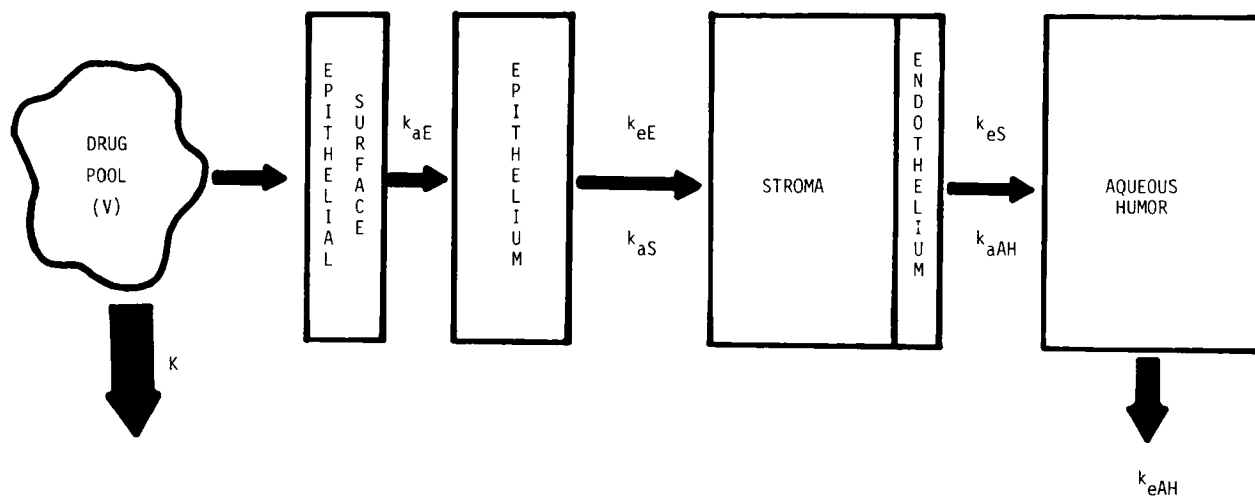 DRUG
POOL
(V)
K
EPITHELIAL
SURFACE
k_aE
EPITHELIUM
k_eE
k_aS
STROMA
ENDOTHELIUM
k_eS
k_aAH
AQUEOUS
HUMOR
k_eAH